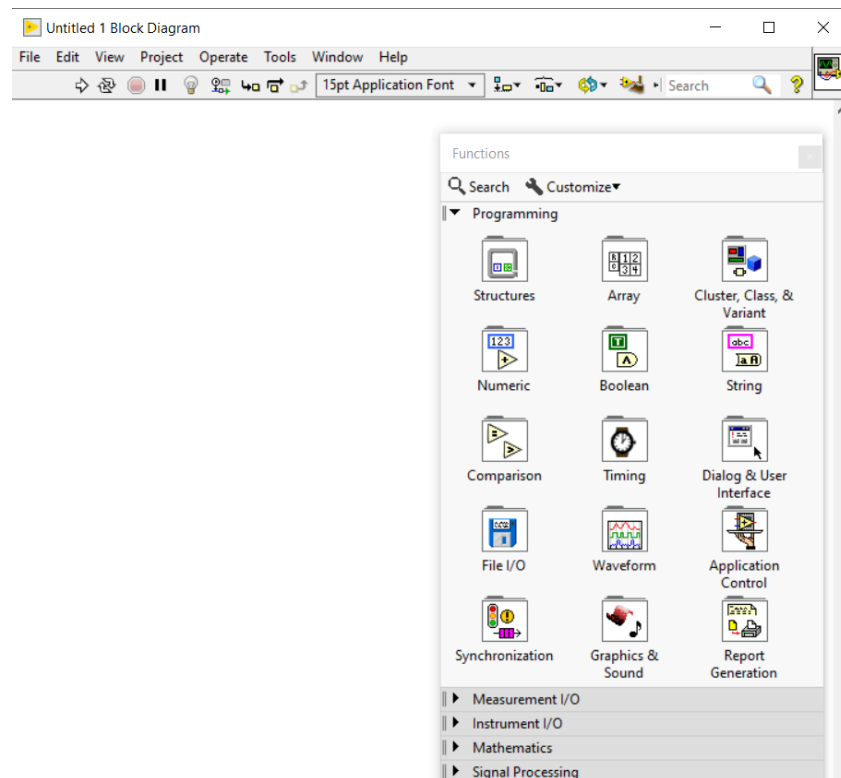 Untitled 1 Block Diagram
File Edit View Project Operate Tools Window Help
15pt Application Font Search
Functions
Search Customize
Programming
Structures Array Cluster, Class, & Variant
123 Numeric Boolean abc String
Comparison Timing Dialog & User Interface
File I/O Waveform Application Control
Synchronization Graphics & Sound Report Generation
Measurement I/O
Instrument I/O
Mathematics
Signal Processing